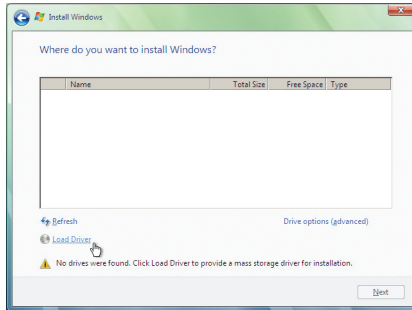 Install Windows
Where do you want to install Windows?
Name Total Size Free Space Type
Refresh Drive options (advanced)
Load Driver
No drives were found. Click Load Driver to provide a mass storage driver for installation.
Next